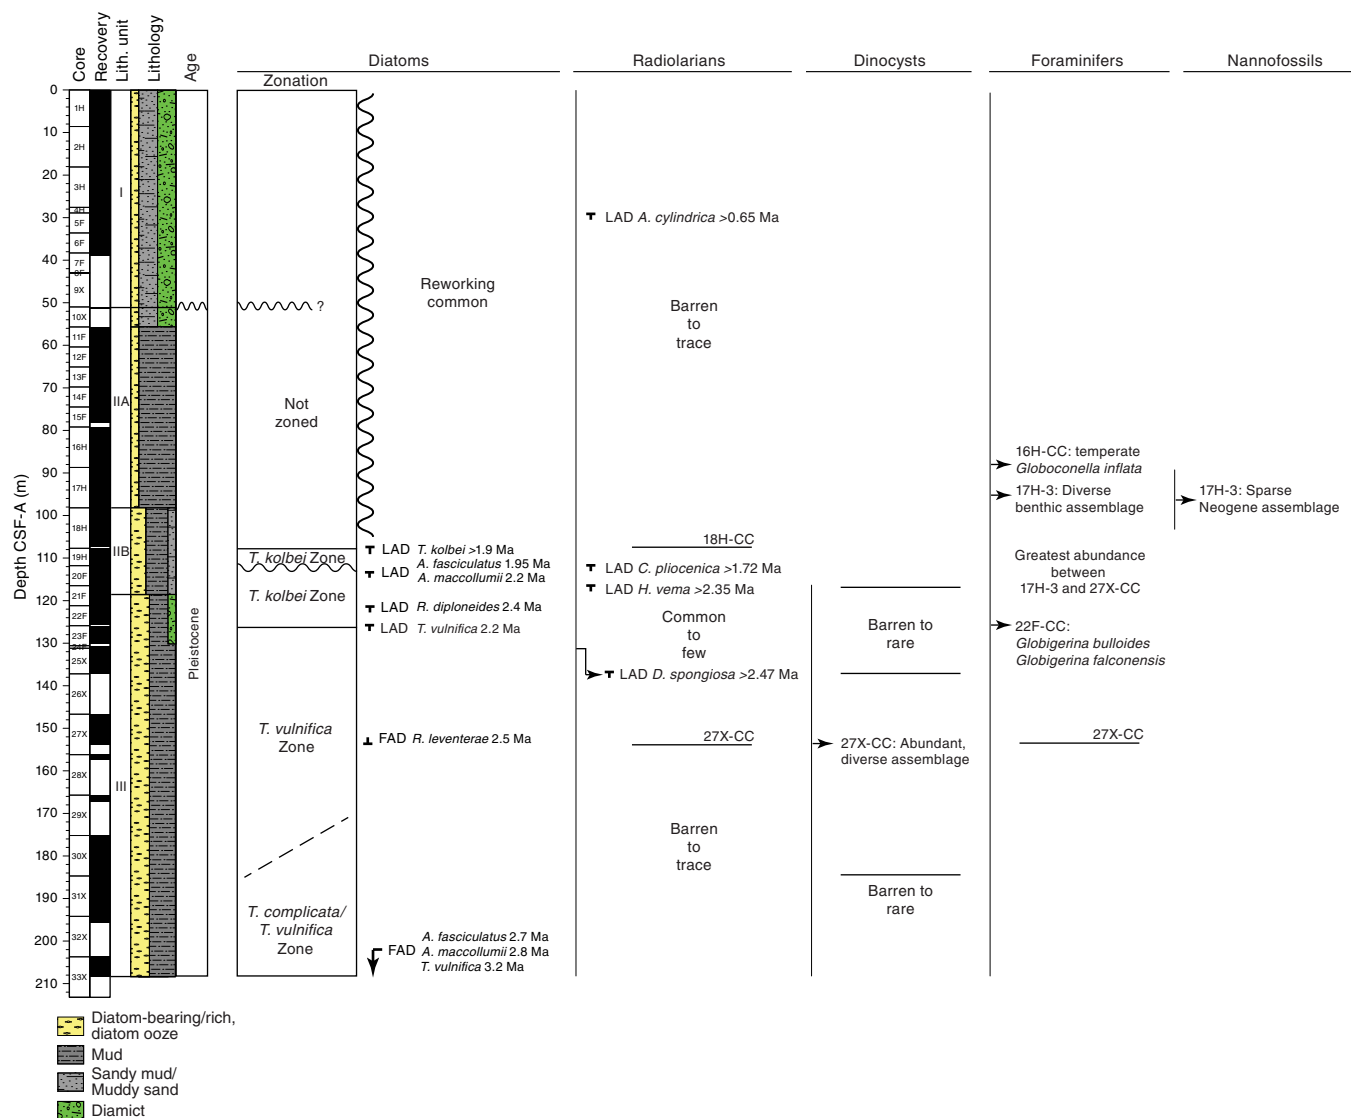 Core
Recovery
Lith. unit
Lithology
Age
Diatoms
Radiolarians
Dinocysts
Foraminifers
Nannofossils
Zonation
Depth CSF-A (m)
0
10
20
30
40
50
60
70
80
90
100
110
120
130
140
150
160
170
180
190
200
210
1H
2H
3H
4H
5F
6F
7F
8F
9X
10X
11F
12F
13F
14F
15F
16H
17H
18H
19H
20F
21F
22F
23F
24F
25X
26X
27X
28X
29X
30X
31X
32X
33X
I
IIA
IIB
III
Pleistocene
?
Not
zoned
T. kolbei Zone
T. kolbei Zone
T. vulnifica
Zone
T. complicata/
T. vulnifica
Zone
Reworking
common
LAD T. kolbei >1.9 Ma
A. fasciculatus 1.95 Ma
LAD
A. maccollumii 2.2 Ma
LAD R. diploneides 2.4 Ma
LAD T. vulnifica 2.2 Ma
FAD R. leventerae 2.5 Ma
A. fasciculatus 2.7 Ma
FAD A. maccollumii 2.8 Ma
T. vulnifica 3.2 Ma
LAD A. cylindrica >0.65 Ma
Barren
to
trace
18H-CC
LAD C. pliocenica >1.72 Ma
LAD H. vema >2.35 Ma
Common
to
few
LAD D. spongiosa >2.47 Ma
27X-CC
Barren
to
trace
Barren to
rare
27X-CC: Abundant,
diverse assemblage
Barren to
rare
16H-CC: temperate
Globoconella inflata
17H-3: Diverse
benthic assemblage
Greatest abundance
between
17H-3 and 27X-CC
22F-CC:
Globigerina bulloides
Globigerina falconensis
27X-CC
17H-3: Sparse
Neogene assemblage
Diatom-bearing/rich,
diatom ooze
Mud
Sandy mud/
Muddy sand
Diamict